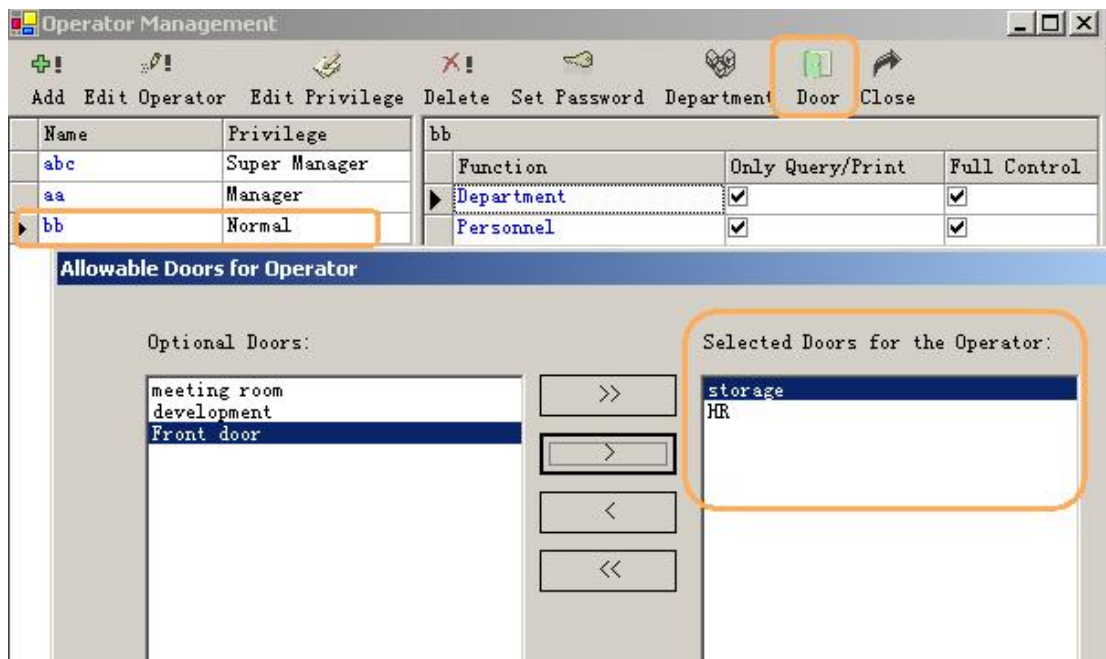 Operator Management
Add Edit Operator Edit Privilege Delete Set Password Department Door Close
Name Privilege bb
abc Super Manager Function Only Query/Print Full Control
aa Manager Department
bb Normal Personnel
Allowable Doors for Operator
Optional Doors: Selected Doors for the Operator:
meeting room >> storage
development HR
Front door
>
<
<<